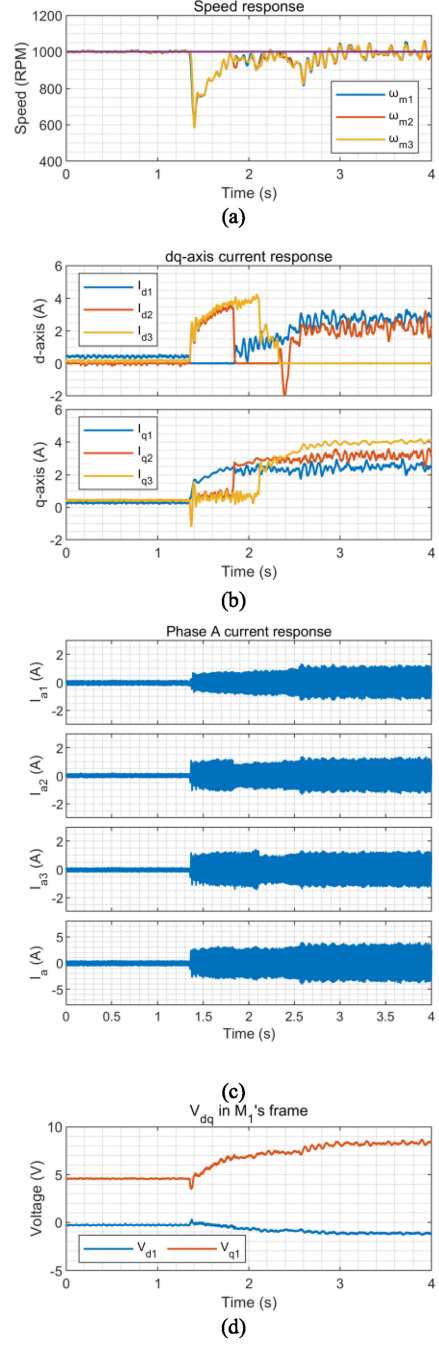 Speed response
1200
1000
800
600
400
Speed (RPM)
ω_m1
ω_m2
ω_m3
0 1 2 3 4
Time (s)
(a)
dq-axis current response
6
4
2
0
-2
d-axis (A)
I_d1
I_d2
I_d3
6
4
2
0
-2
q-axis (A)
I_q1
I_q2
I_q3
0 1 2 3 4
Time (s)
(b)
Phase A current response
2
0
-2
I_a1 (A)
2
0
-2
I_a2 (A)
2
0
-2
I_a3 (A)
5
0
-5
I_a (A)
0 0.5 1 1.5 2 2.5 3 3.5 4
Time (s)
(c)
V_dq in M_1's frame
10
5
0
-5
Voltage (V)
V_d1 V_q1
0 1 2 3 4
Time (s)
(d)